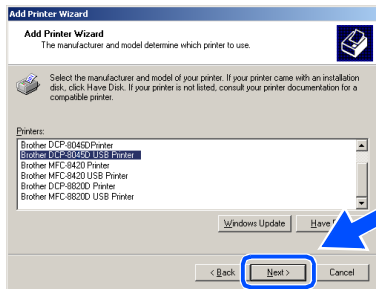 Add Printer Wizard
Add Printer Wizard
The manufacturer and model determine which printer to use.
Select the manufacturer and model of your printer. If your printer came with an installation
disk, click Have Disk. If your printer is not listed, consult your printer documentation for a
compatible printer.
Printers:
Brother DCP-8045DPrinter
Brother DCP-8045D USB Printer
Brother MFC-8420 Printer
Brother MFC-8420 USB Printer
Brother DCP-8820D Printer
Brother MFC-8820D USB Printer
Windows Update
Have
< Back
Next >
Cancel